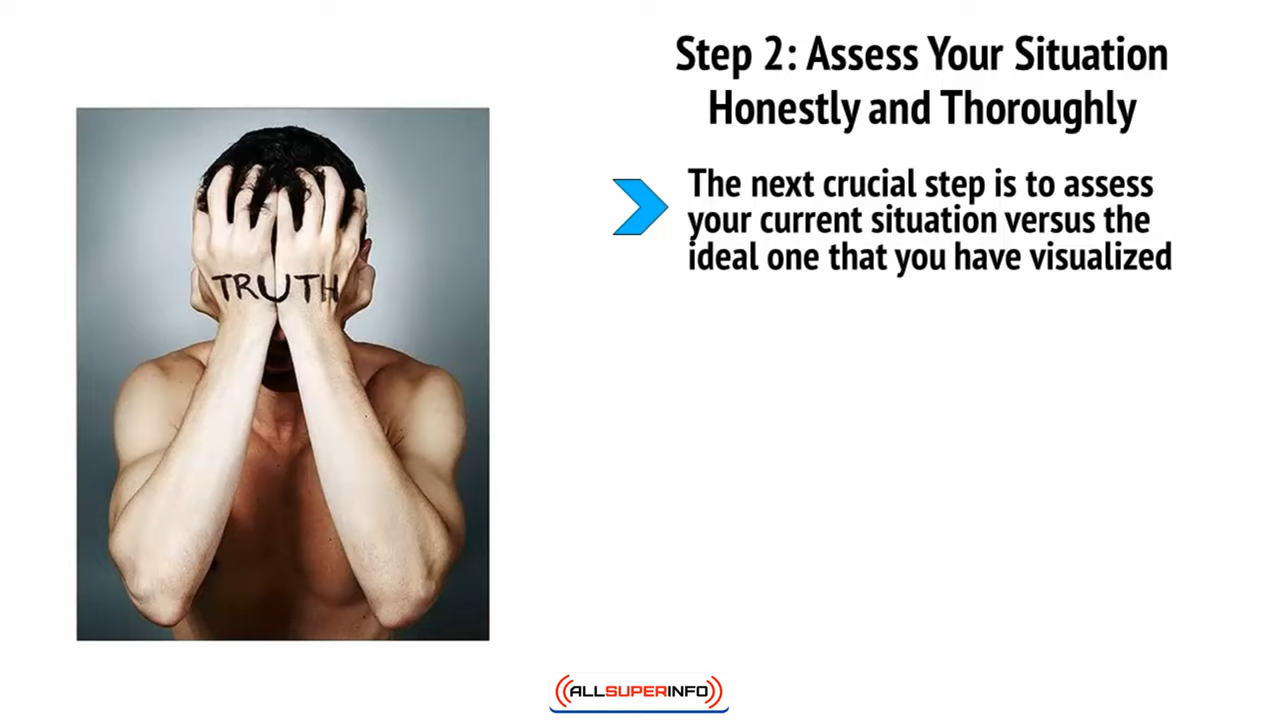 Step 2: Assess Your Situation
Honestly and Thoroughly
The next crucial step is to assess
your current situation versus the
ideal one that you have visualized
TRUTH
ALLSUPERINFO